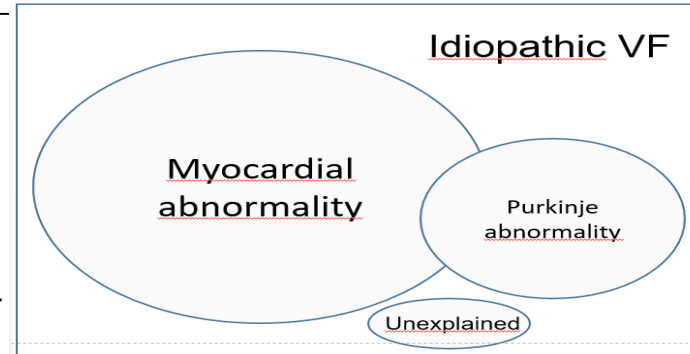 Idiopathic VF
Myocardial
abnormality
Purkinje
abnormality
Unexplained